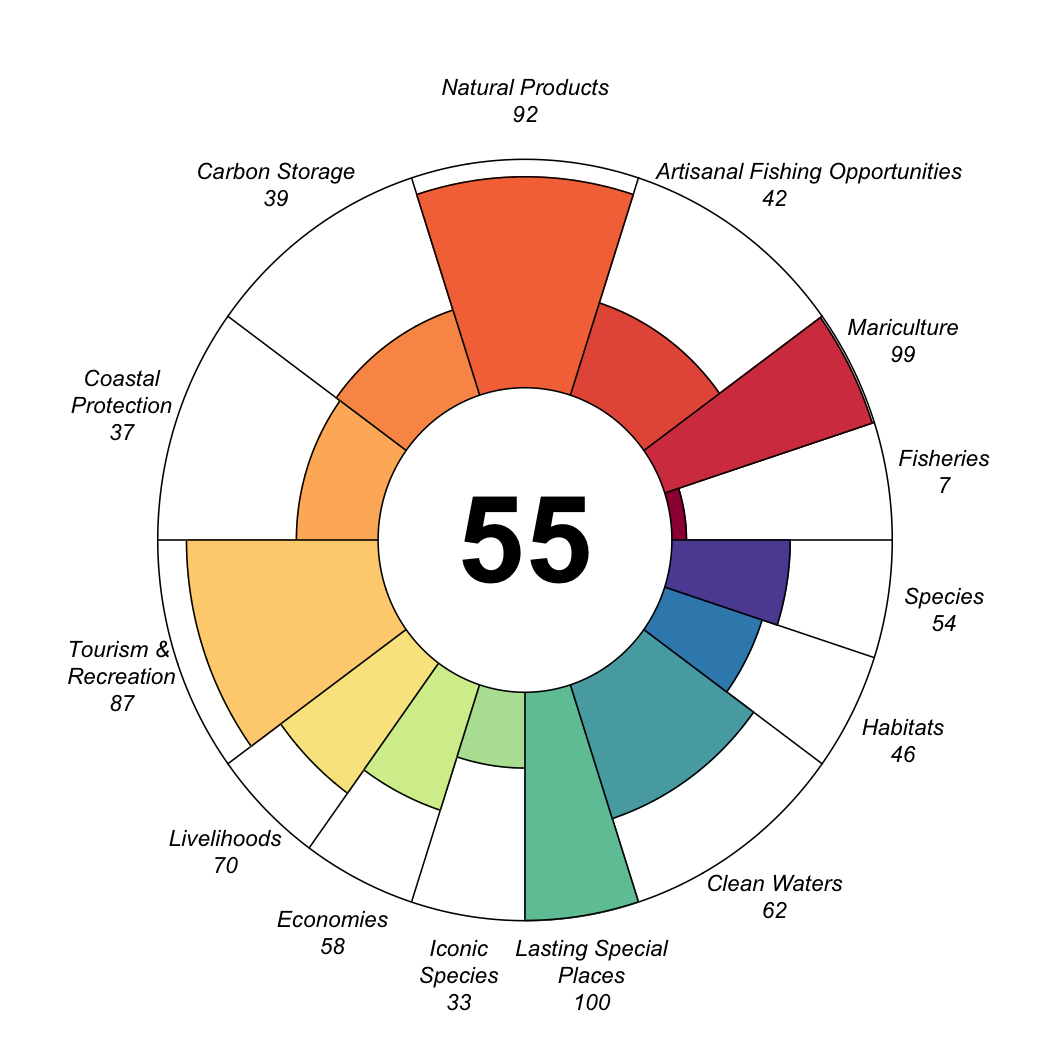 Natural Products
92
Carbon Storage
39
Artisanal Fishing Opportunities
42
Mariculture
99
Coastal
Protection
37
Fisheries
7
55
Species
54
Tourism &
Recreation
87
Habitats
46
Livelihoods
70
Clean Waters
62
Economies
58
Iconic
Species
33
Lasting Special
Places
100